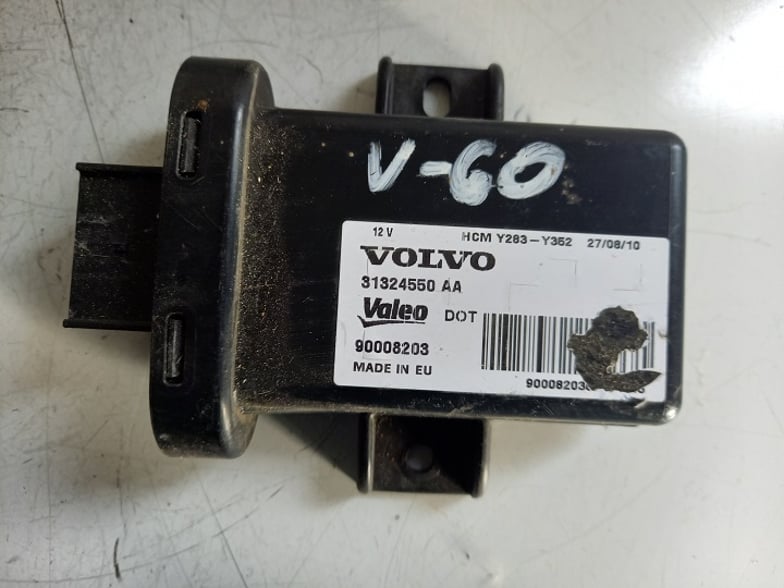 V-60
12 V HCM Y283-Y352 27/08/10
VOLVO
31324550 AA
Valeo DOT
90008203
MADE IN EU